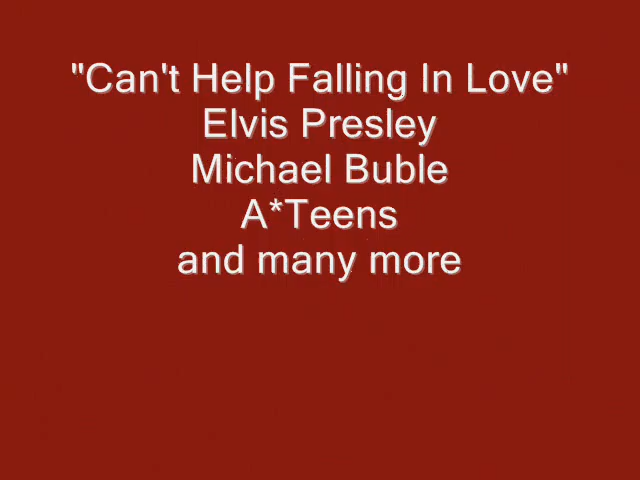 "Can't Help Falling In Love"
Elvis Presley
Michael Buble
A*Teens
and many more